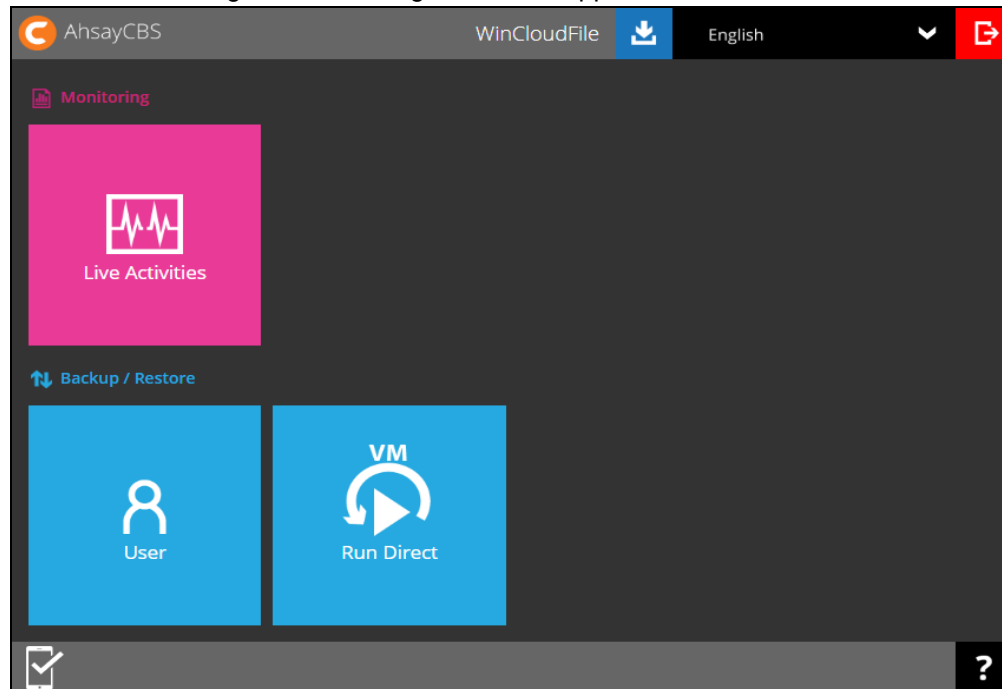 AhsayCBS WinCloudFile English
Monitoring
Live Activities
Backup / Restore
VM
User Run Direct
?